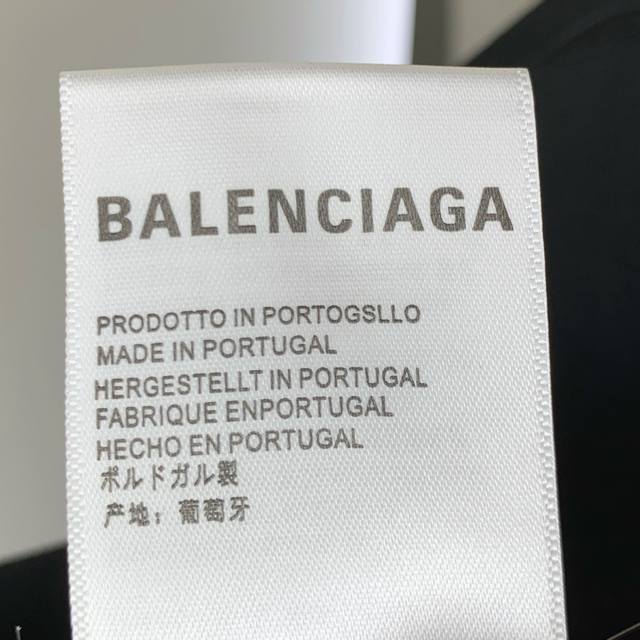 BALENCIAGA
PRODOTTO IN PORTOGSLLO
MADE IN PORTUGAL
HERGESTELLT IN PORTUGAL
FABRIQUE ENPORTUGAL
HECHO EN PORTUGAL
ポルドガル製
产地：葡萄牙